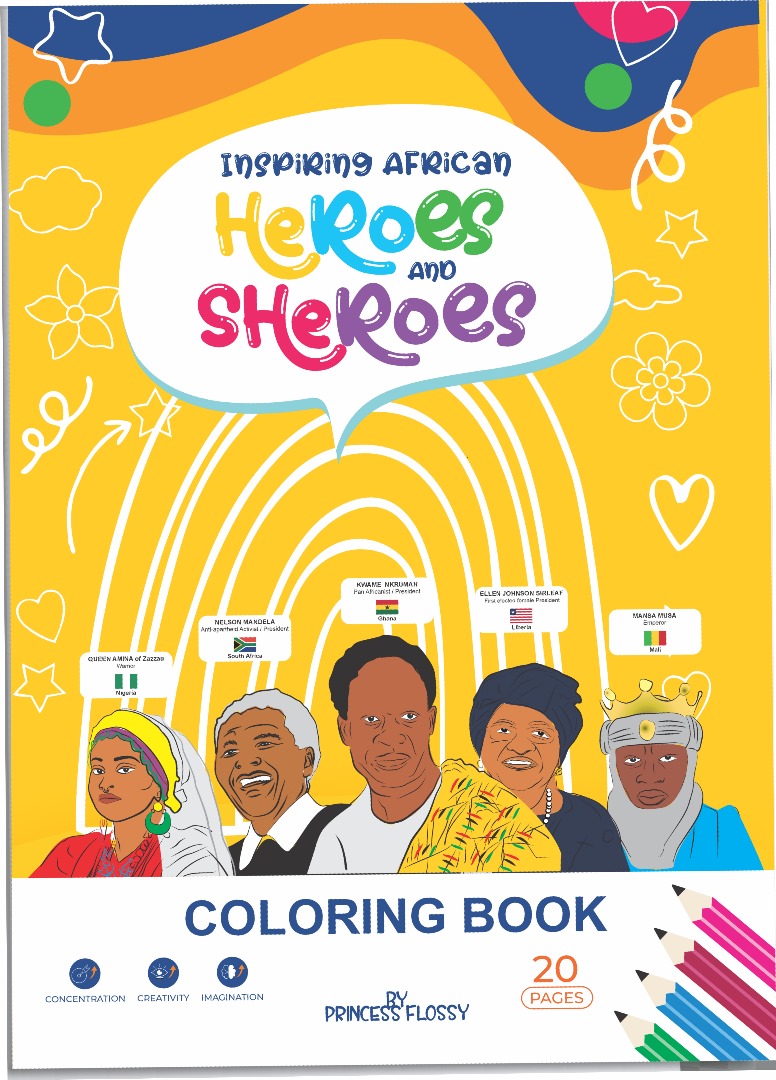 INSPIRING AFRICAN
HeRoes
AND
SHeRoes
KWAME NKRUMAH
Pan Africanist / President
Ghana
ELLEN JOHNSON SIRLEAF
First elected female President
Liberia
NELSON MANDELA
Anti-apartheid Activist / President
South Africa
MANSA MUSA
Emperor
Mali
QUEEN AMINA of Zazzao
Warrior
Nigeria
COLORING BOOK
CONCENTRATION
CREATIVITY
IMAGINATION
BY
PRINCESS FLOSSY
20
PAGES